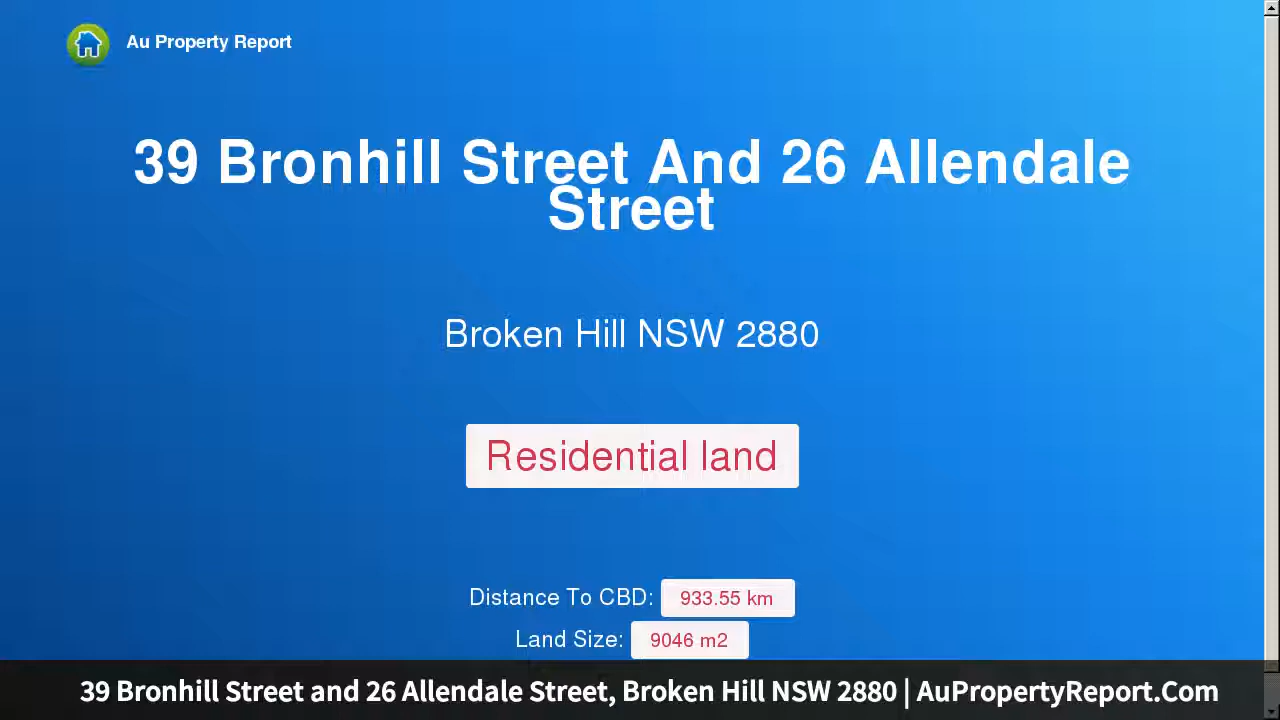 Au Property Report
39 Bronhill Street And 26 Allendale
Street
Broken Hill NSW 2880
Residential land
Distance To CBD: 933.55 km
Land Size: 9046 m2
39 Bronhill Street and 26 Allendale Street, Broken Hill NSW 2880 | AuPropertyReport.Com